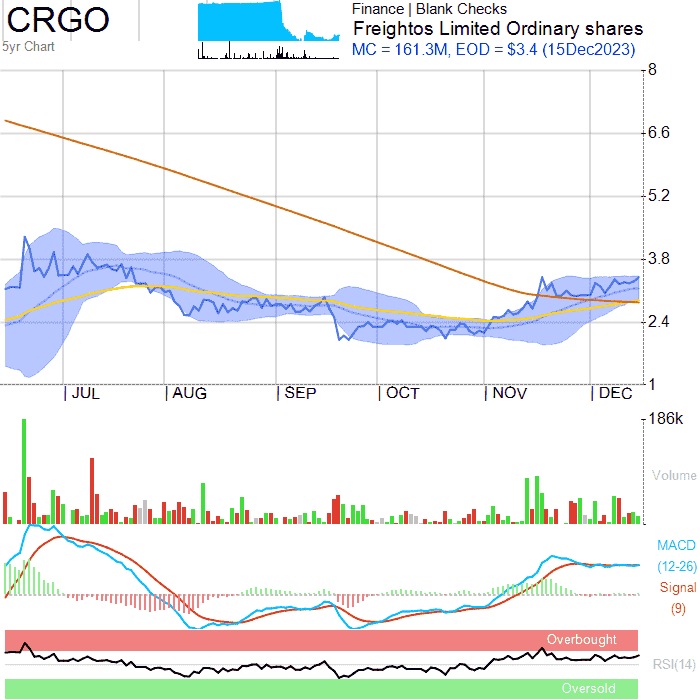 CRGO
5yr Chart
Finance | Blank Checks
Freightos Limited Ordinary shares
MC = 161.3M, EOD = $3.4 (15Dec2023)
8
6.6
5.2
3.8
2.4
1
JUL AUG SEP OCT NOV DEC
186k
Volume
MACD
(12-26)
Signal
(9)
Overbought
RSI(14)
Oversold